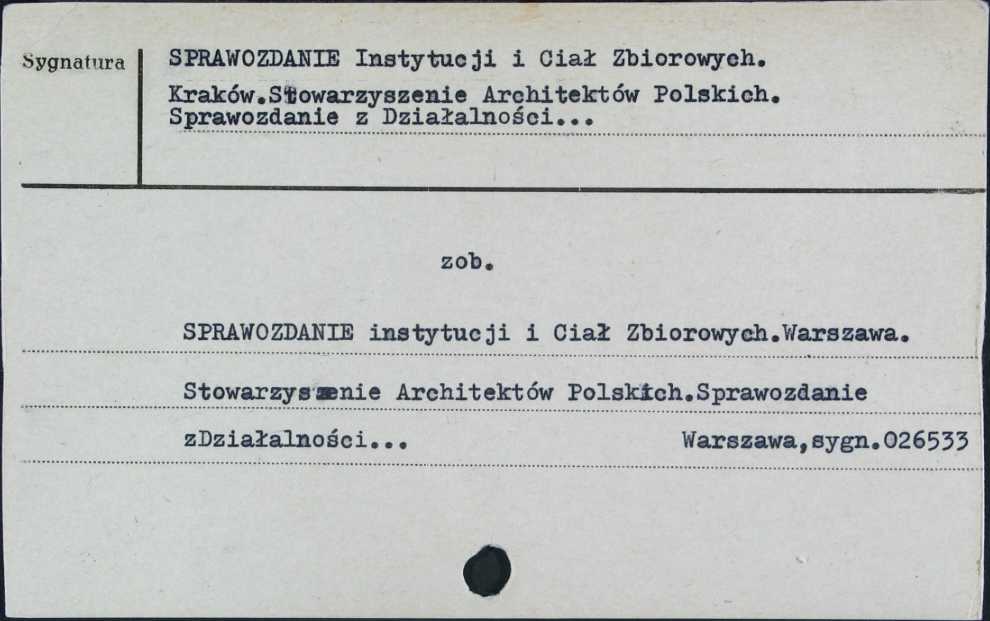 Sygnatura
SPRAWOZDANIE Instytucji i Ciał Zbiorowych.
Kraków.Stowarzyszenie Architektów Polskich.
Sprawozdanie z Działalności...
zob.
SPRAWOZDANIE instytucji i Ciał Zbiorowych.Warszawa.
Stowarzyszenie Architektów Polskich.Sprawozdanie
zDziałalności... Warszawa,sygn.026533